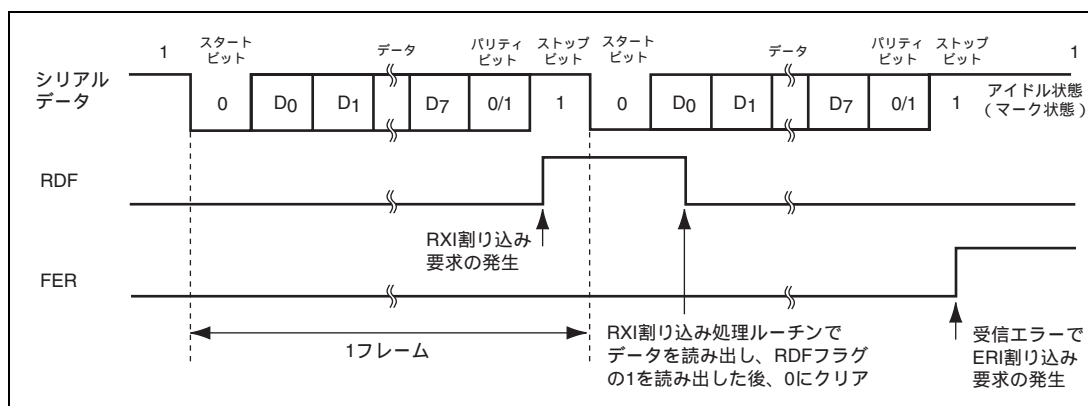 1 スタート データ パリティ ストップ スタート データ パリティ ストップ 1
ビット ビット ビット ビット ビット ビット
シリアル
データ
0 D0 D1 D7 0/1 1 0 D0 D1 D7 0/1 1 アイドル状態
(マーク状態)
RDF
RXI割り込み
要求の発生
FER
1フレーム
RXI割り込み処理ルーチンで
データを読み出し、RDFフラグ
の1を読み出した後、0にクリア
受信エラーで
ERI割り込み
要求の発生